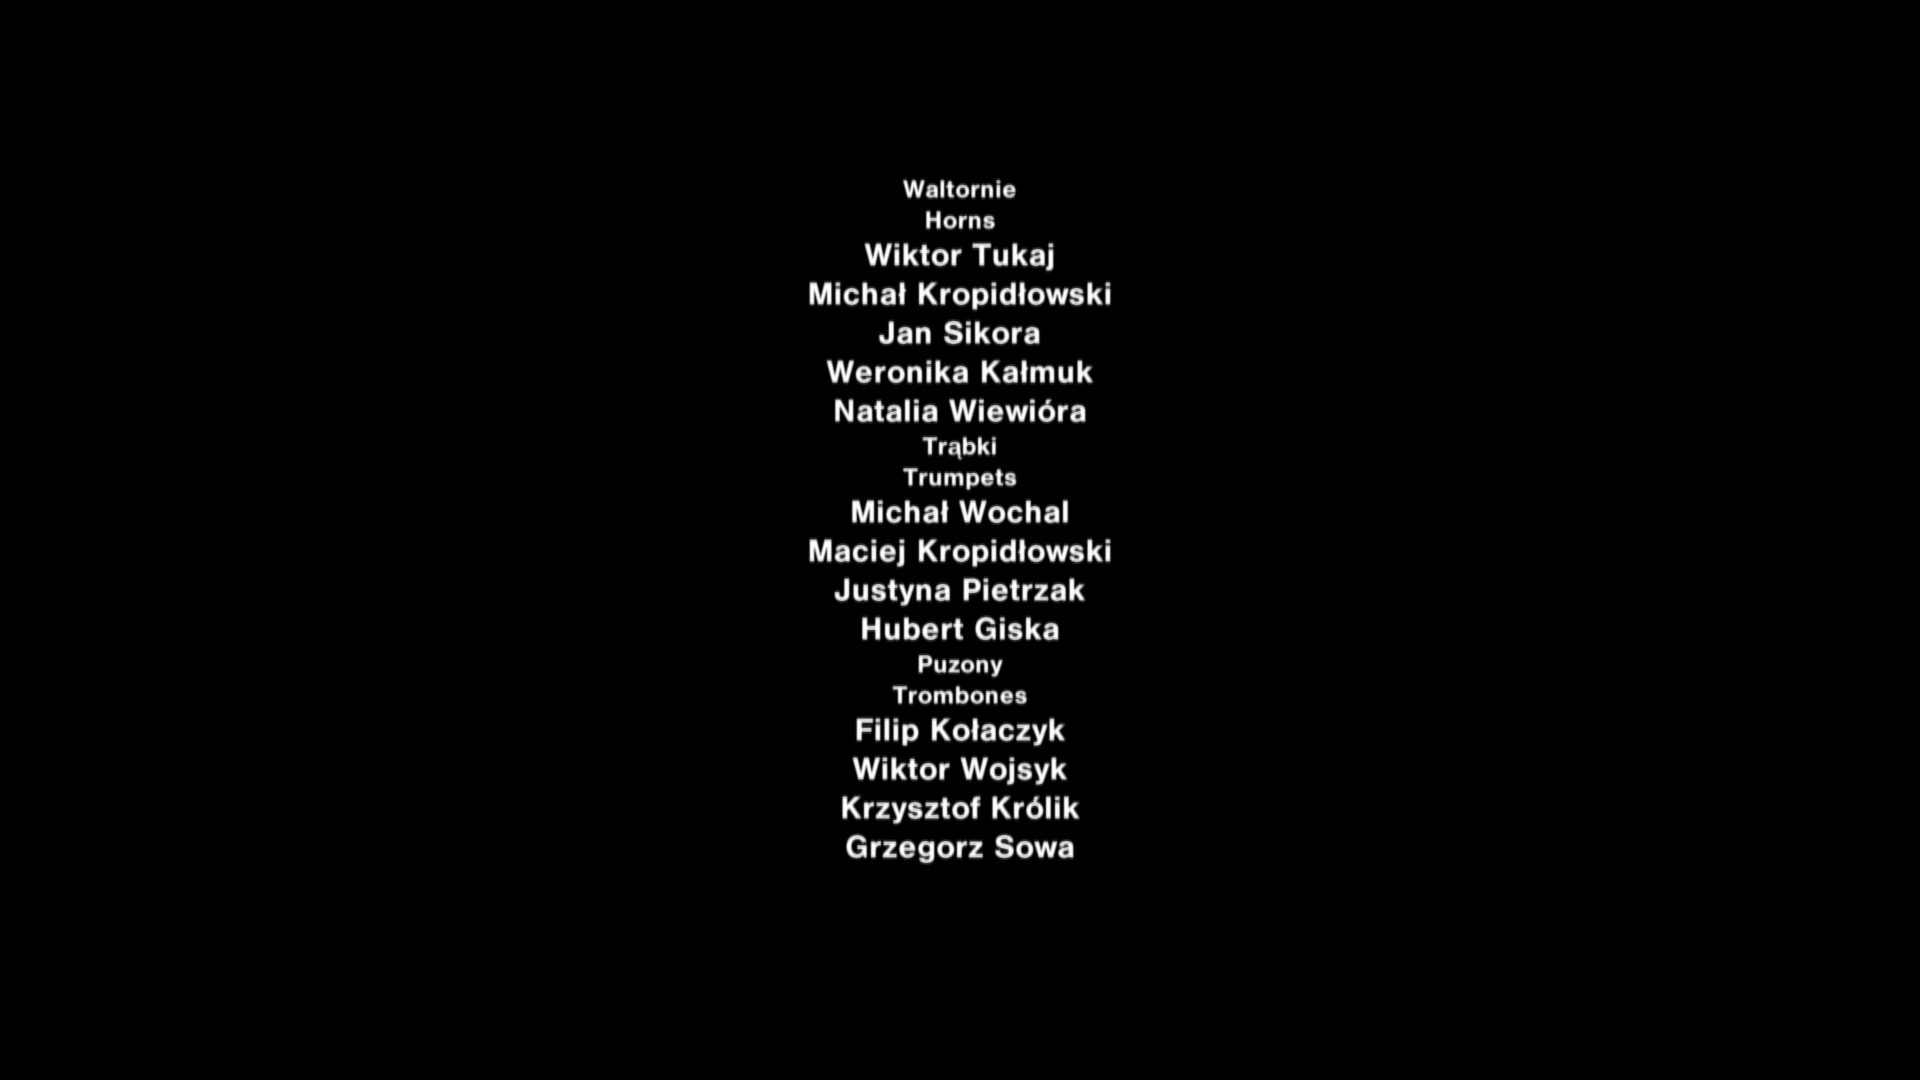 Waltornie
Horns
Wiktor Tukaj
Michał Kropidłowski
Jan Sikora
Weronika Kałmuk
Natalia Wiewióra
Trąbki
Trumpets
Michał Wochal
Maciej Kropidłowski
Justyna Pietrzak
Hubert Giska
Puzony
Trombones
Filip Kołaczyk
Wiktor Wojsyk
Krzysztof Królik
Grzegorz Sowa